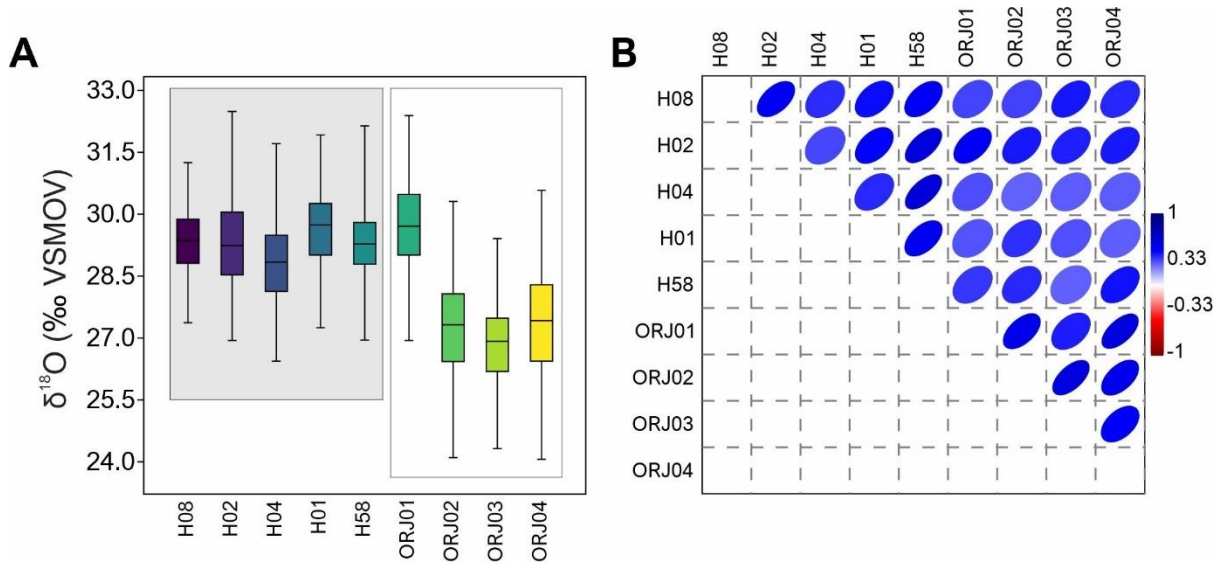 A
δ¹⁸O (‰ VSMOV)
33.0
31.5
30.0
28.5
27.0
25.5
24.0
H08
H02
H04
H01
H58
ORJ01
ORJ02
ORJ03
ORJ04
B
H08
H02
H04
H01
H58
ORJ01
ORJ02
ORJ03
ORJ04
H08
H02
H04
H01
H58
ORJ01
ORJ02
ORJ03
ORJ04
1
0.33
-0.33
-1